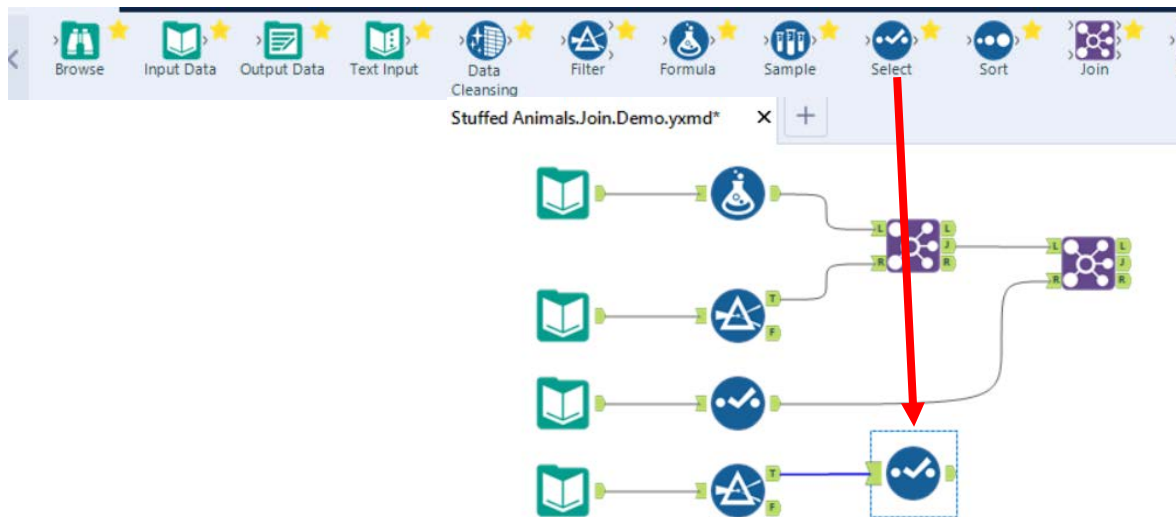 Browse
Input Data
Output Data
Text Input
Data
Cleansing
Filter
Formula
Sample
Select
Sort
Join
Stuffed Animals.Join.Demo.yxmd*
L
L
J
R
R
L
L
J
R
R
T
F
T
F